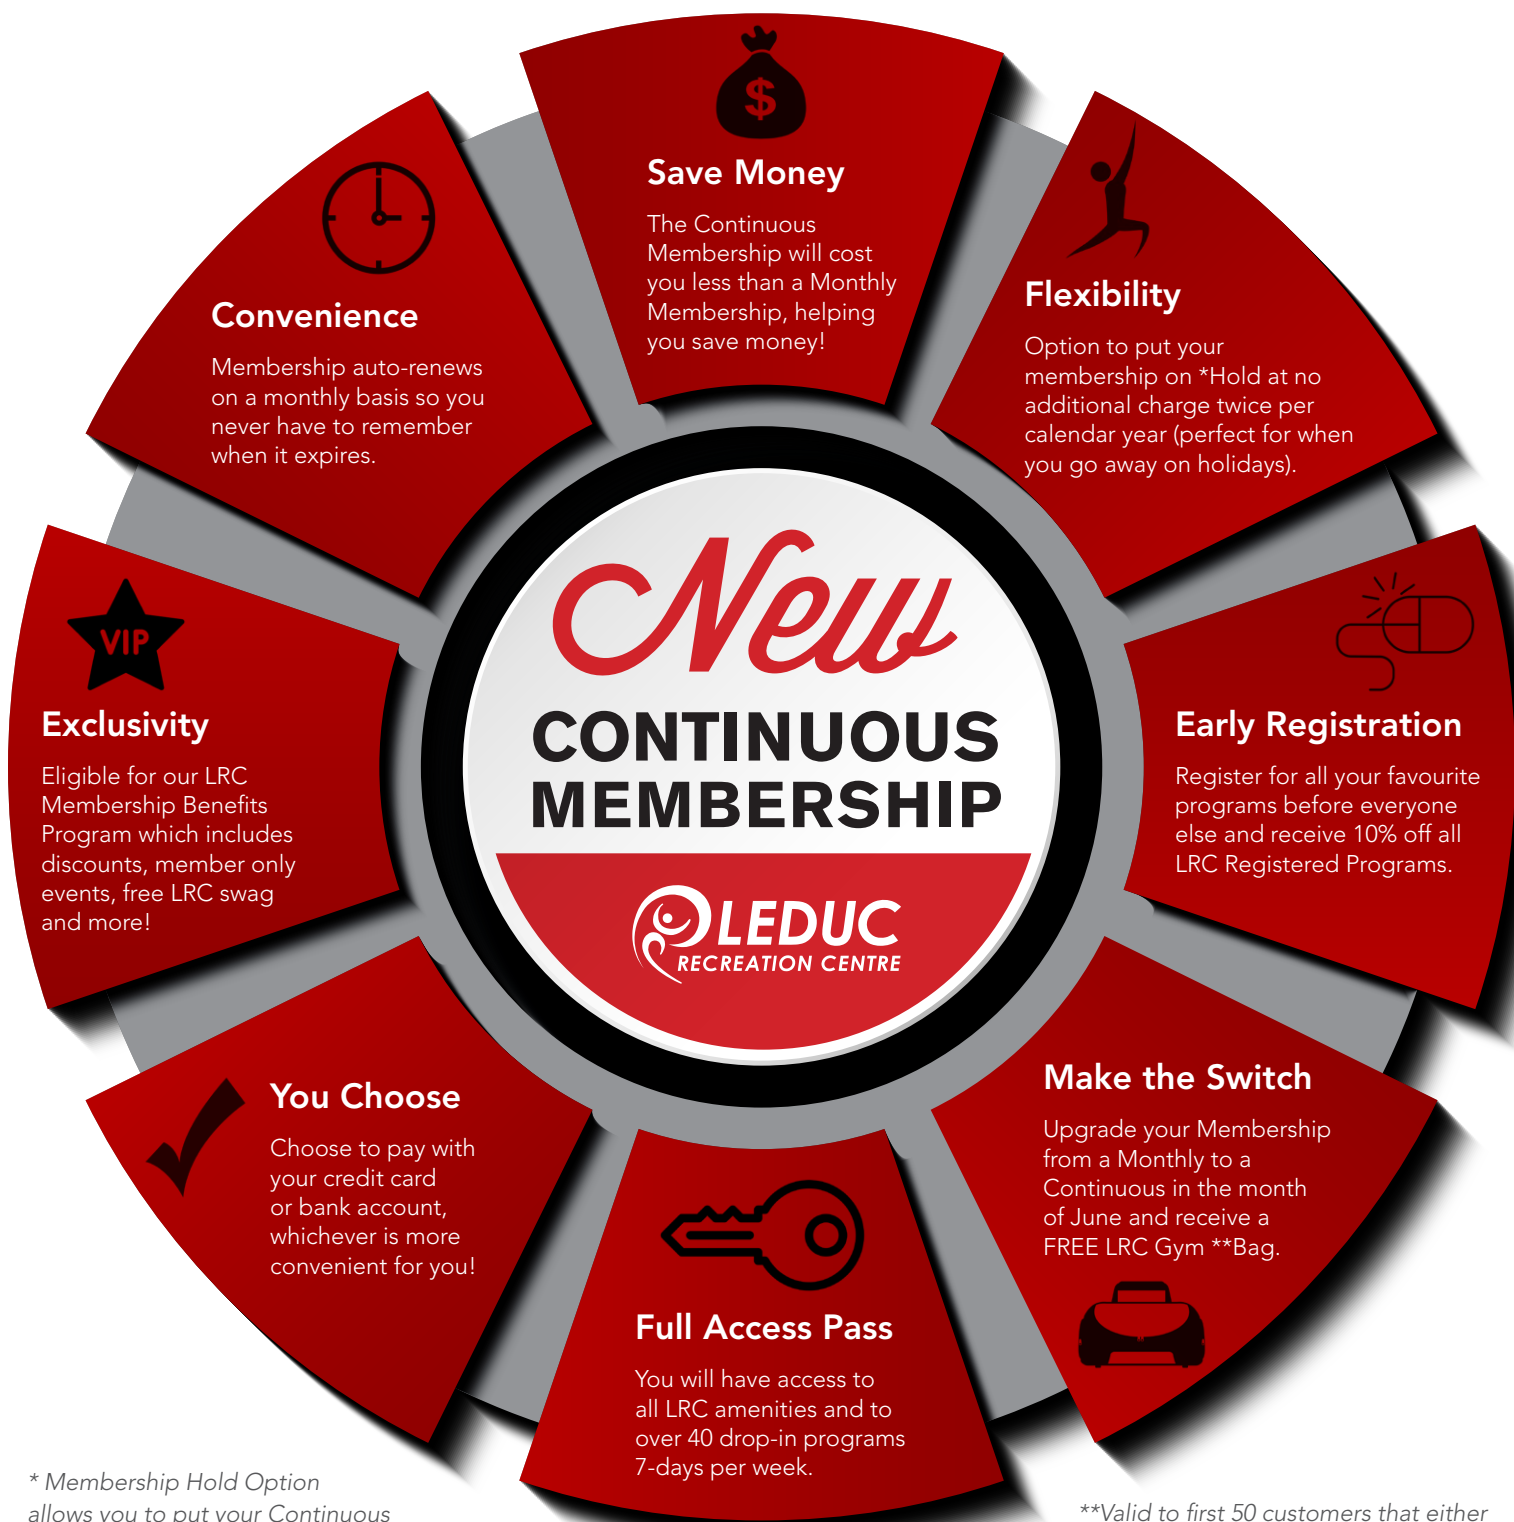 $
Save Money
The Continuous
Membership will cost
you less than a Monthly
Membership, helping
you save money!
Flexibility
Option to put your
membership on *Hold at no
additional charge twice per
calendar year (perfect for when
you go away on holidays).
Early Registration
Register for all your favourite
programs before everyone
else and receive 10% off all
LRC Registered Programs.
Make the Switch
Upgrade your Membership
from a Monthly to a
Continuous in the month
of June and receive a
FREE LRC Gym **Bag.
Full Access Pass
You will have access to
all LRC amenities and to
over 40 drop-in programs
7-days per week.
You Choose
Choose to pay with
your credit card
or bank account,
whichever is more
convenient for you!
VIP
Exclusivity
Eligible for our LRC
Membership Benefits
Program which includes
discounts, member only
events, free LRC swag
and more!
Convenience
Membership auto-renews
on a monthly basis so you
never have to remember
when it expires.
New
CONTINUOUS
MEMBERSHIP
LEDUC
RECREATION CENTRE
* Membership Hold Option
allows you to put your Continuous
**Valid to first 50 customers that either